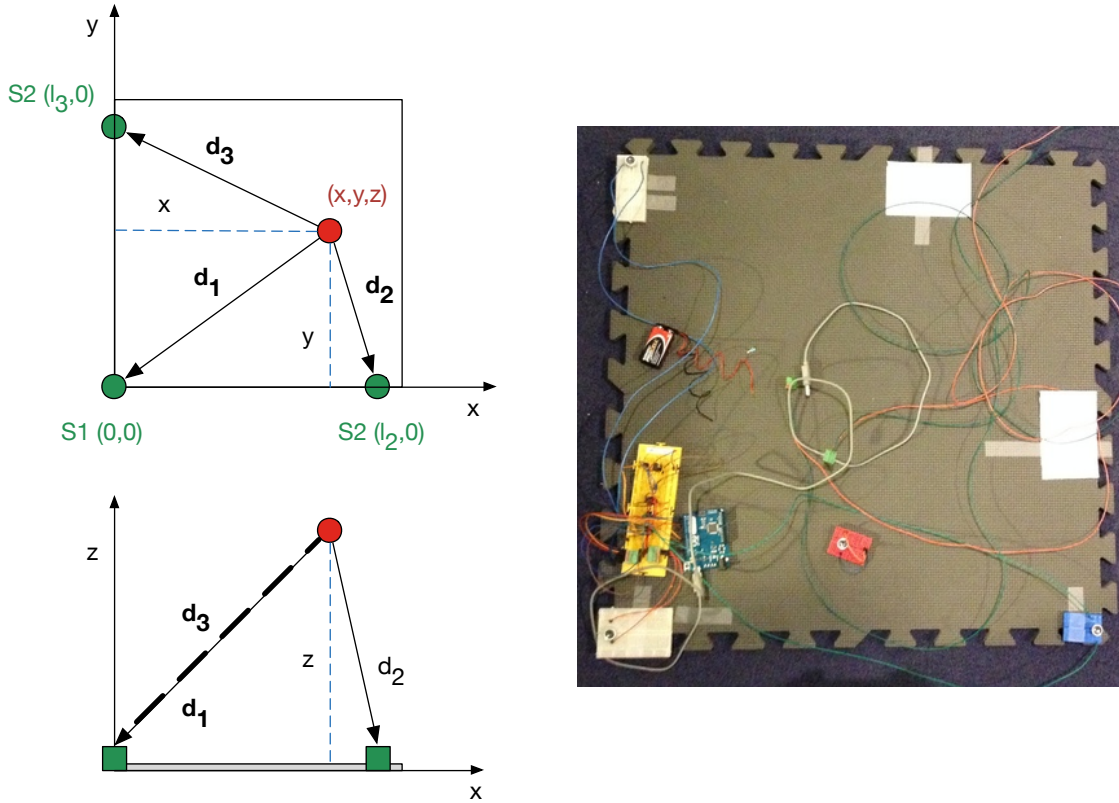 y
S2 (l₃,0)
d₃
x
(x,y,z)
d₁
d₂
y
x
S1 (0,0)
S2 (l₂,0)
z
d₃
z
d₂
d₁
x